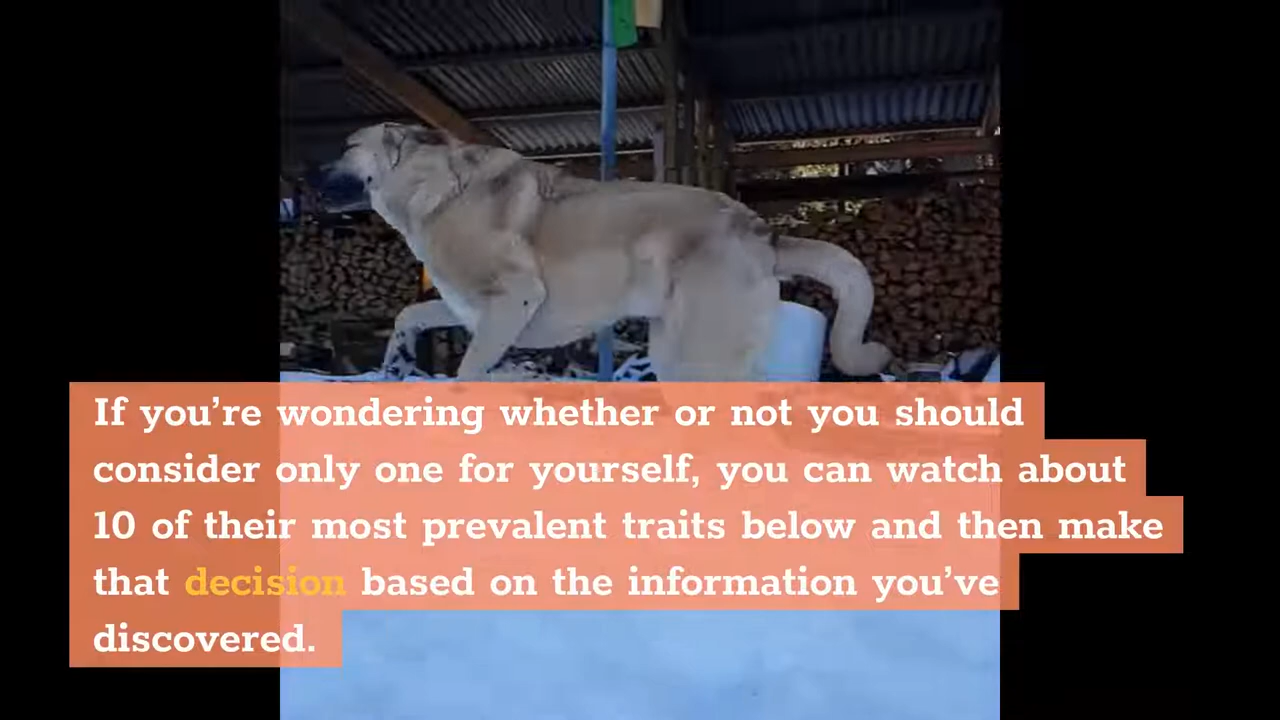 If you’re wondering whether or not you should
consider only one for yourself, you can watch about
10 of their most prevalent traits below and then make
that decision based on the information you’ve
discovered.